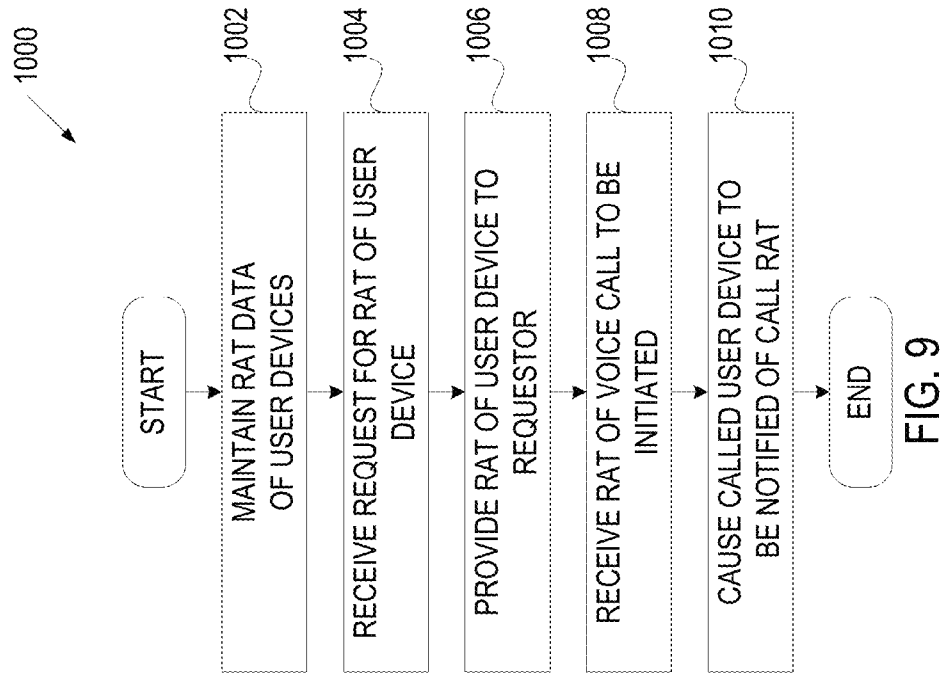 1000
START
MAINTAIN RAT DATA
OF USER DEVICES
1002
RECEIVE REQUEST FOR RAT OF USER
DEVICE
1004
PROVIDE RAT OF USER DEVICE TO
REQUESTOR
1006
RECEIVE RAT OF VOICE CALL TO BE
INITIATED
1008
CAUSE CALLED USER DEVICE TO
BE NOTIFIED OF CALL RAT
1010
END
FIG. 9